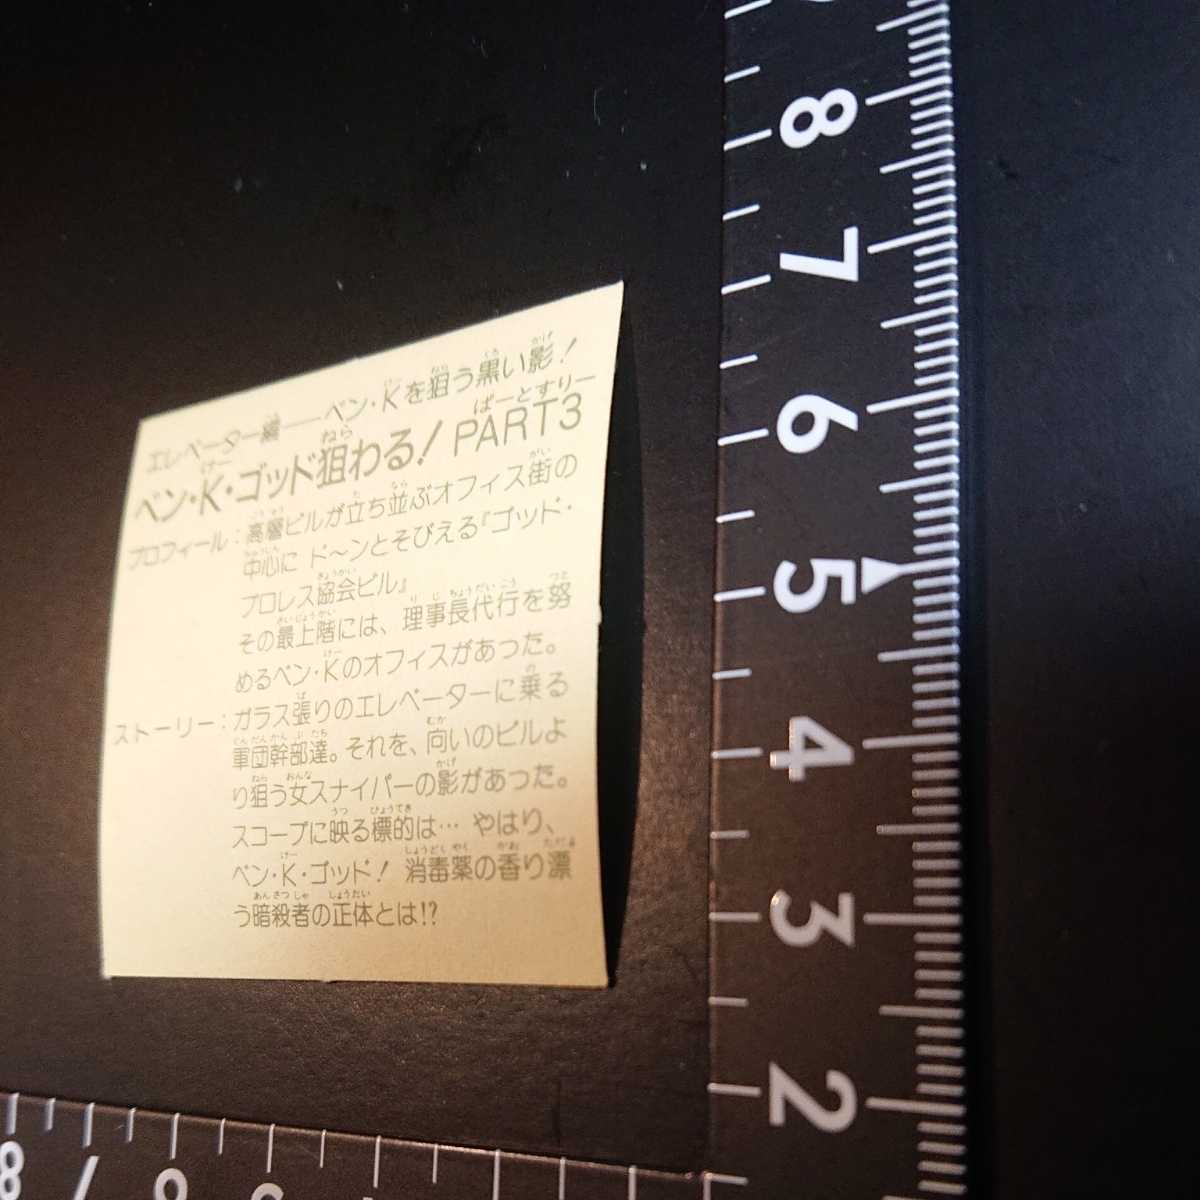 エレベーター編――ベン・Kを狙う黒い影!
ベン・K・ゴッド狙わる! PART3
プロフィール:高層ビルが立ち並ぶオフィス街の
中心に ド〜ンとそびえる『ゴッド・
プロレス協会ビル』
その最上階には、理事長代行を努
めるベン・Kのオフィスがあった。
ストーリー:ガラス張りのエレベーターに乗る
軍団幹部達。それを、向いのビルよ
り狙う女スナイパーの影があった。
スコープに映る標的は… やはり、
ベン・K・ゴッド! 消毒薬の香り漂
う暗殺者の正体とは!?
8
7
6
5
4
3
2
8
7
6